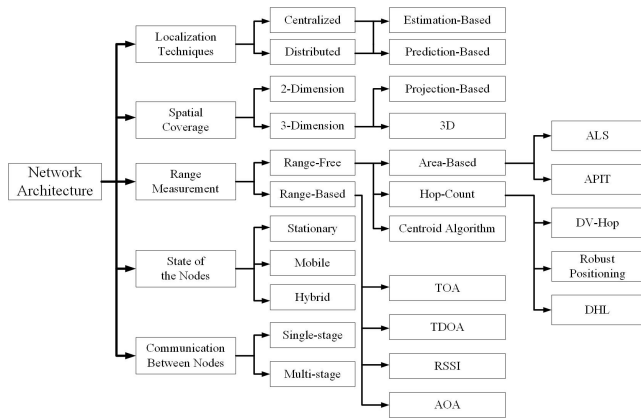 Network
Architecture
Localization
Techniques
Centralized
Distributed
Estimation-Based
Prediction-Based
Spatial
Coverage
2-Dimension
3-Dimension
Projection-Based
3D
Range
Measurement
Range-Free
Range-Based
Area-Based
Hop-Count
Centroid Algorithm
ALS
APIT
DV-Hop
Robust
Positioning
DHL
TOA
TDOA
RSSI
AOA
State of
the Nodes
Stationary
Mobile
Hybrid
Communication
Between Nodes
Single-stage
Multi-stage